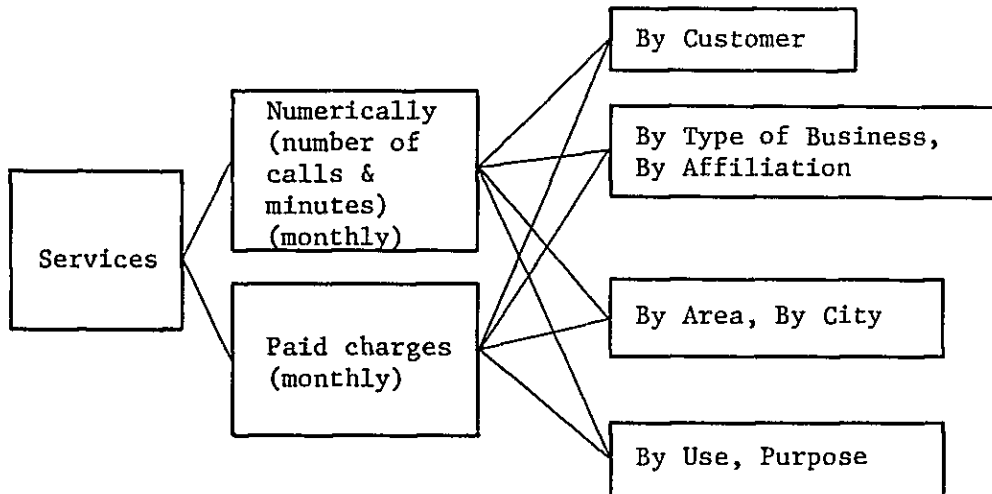 Services
Numerically
(number of
calls &
minutes)
(monthly)
Paid charges
(monthly)
By Customer
By Type of Business,
By Affiliation
By Area, By City
By Use, Purpose